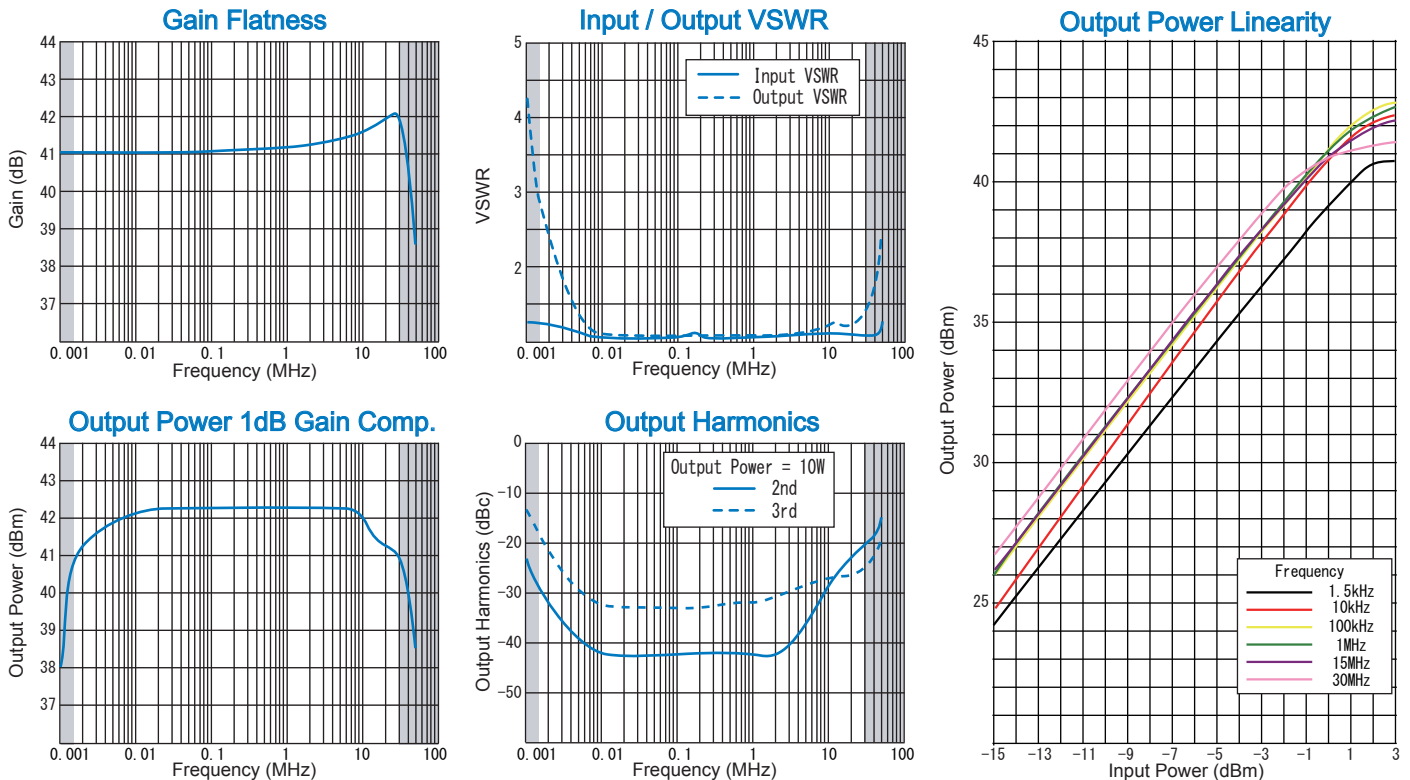 Gain Flatness
44
43
42
41
40
39
38
37
Gain (dB)
0.001 0.01 0.1 1 10 100
Frequency (MHz)
Input / Output VSWR
5
4
3
2
VSWR
Input VSWR
Output VSWR
0.001 0.01 0.1 1 10 100
Frequency (MHz)
Output Power 1dB Gain Comp.
44
43
42
41
40
39
38
37
Output Power (dBm)
0.001 0.01 0.1 1 10 100
Frequency (MHz)
Output Harmonics
0
-10
-20
-30
-40
-50
Output Harmonics (dBc)
Output Power = 10W
2nd
3rd
0.001 0.01 0.1 1 10 100
Frequency (MHz)
Output Power Linearity
45
40
35
30
25
Output Power (dBm)
Frequency
1.5kHz
10kHz
100kHz
1MHz
15MHz
30MHz
-15 -13 -11 -9 -7 -5 -3 -1 1 3
Input Power (dBm)